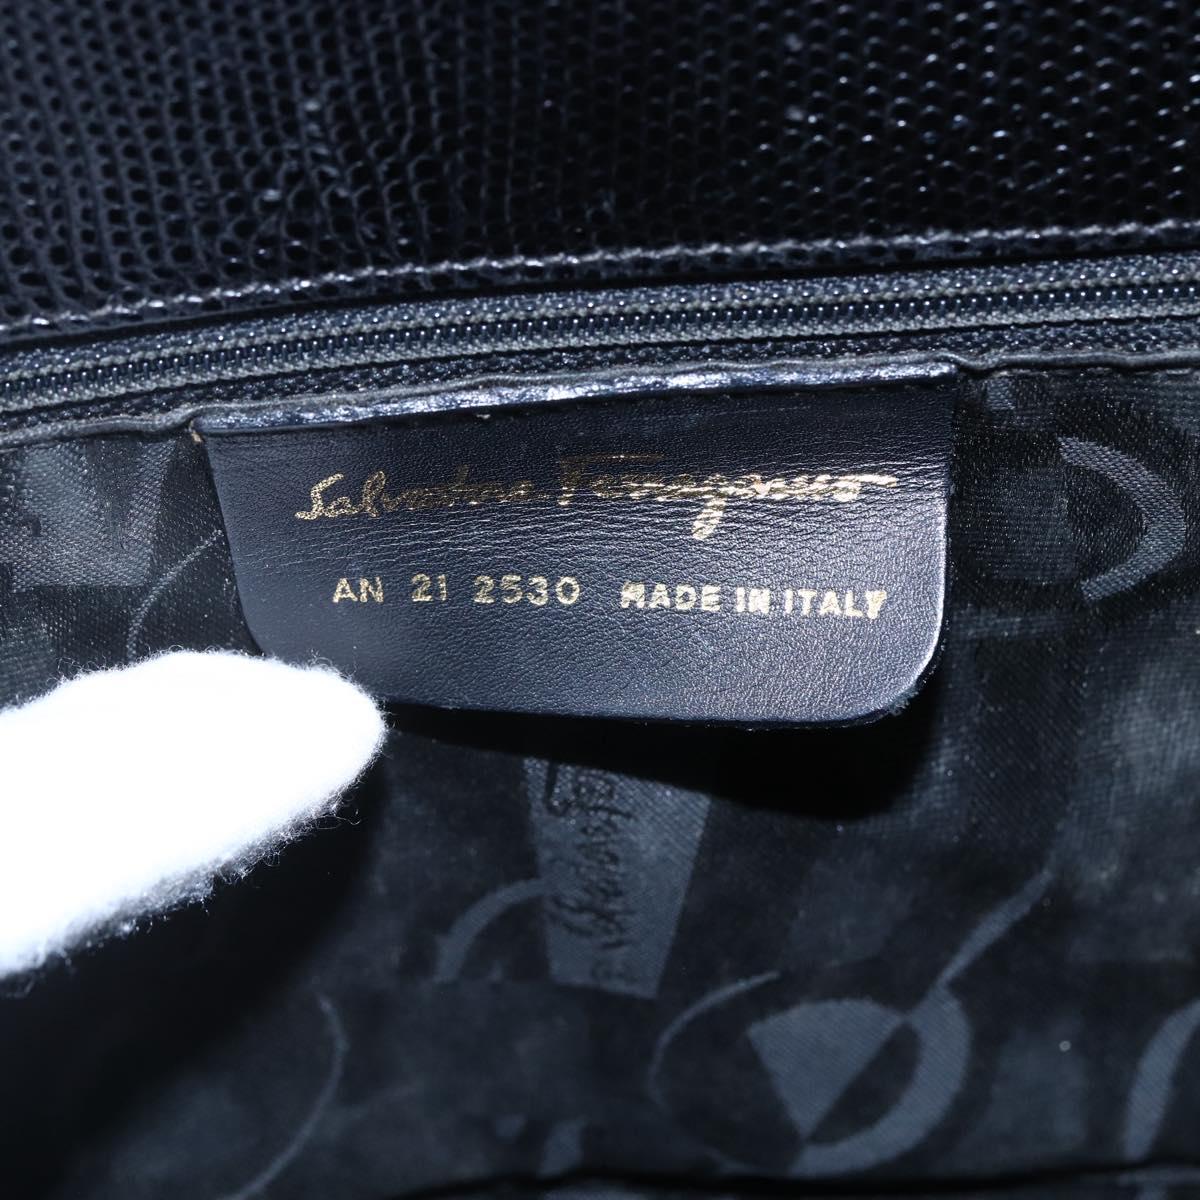 Salvatore Ferragamo
AN 21 2530 MADE IN ITALY